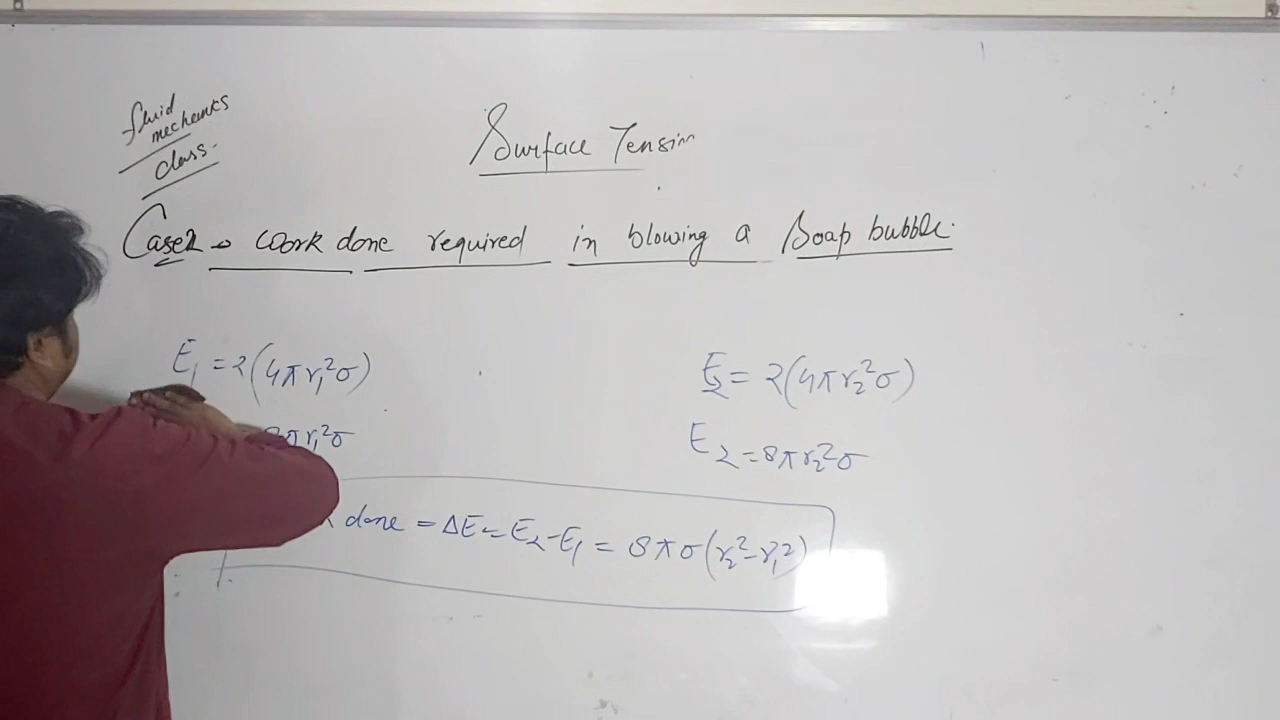 fluid
mechanics
class.
Surface Tension
Case2 → Work done required in blowing a Soap bubble.
E₁ = 2(4πr₁²σ)
E₂ = 2(4πr₂²σ)
8πr₁²σ
E₂ = 8πr₂²σ
done = ΔE = E₂ - E₁ = 8πσ(r₂² - r₁²)